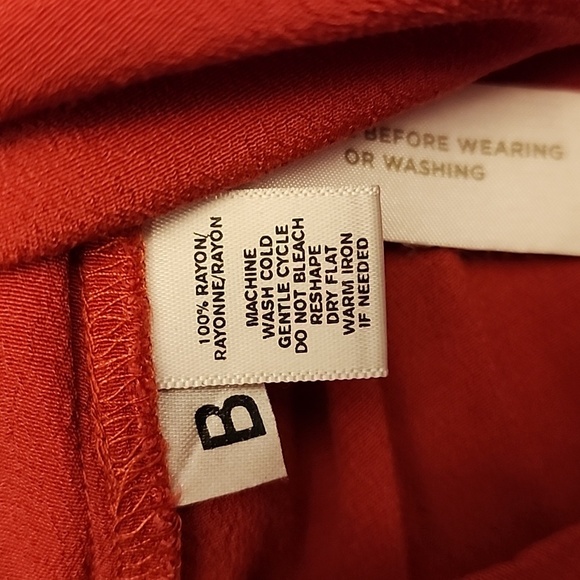 BEFORE WEARING
OR WASHING
100% RAYON/
RAYONNE/RAYON
MACHINE
WASH COLD
GENTLE CYCLE
DO NOT BLEACH
RESHAPE
DRY FLAT
WARM IRON
IF NEEDED
B